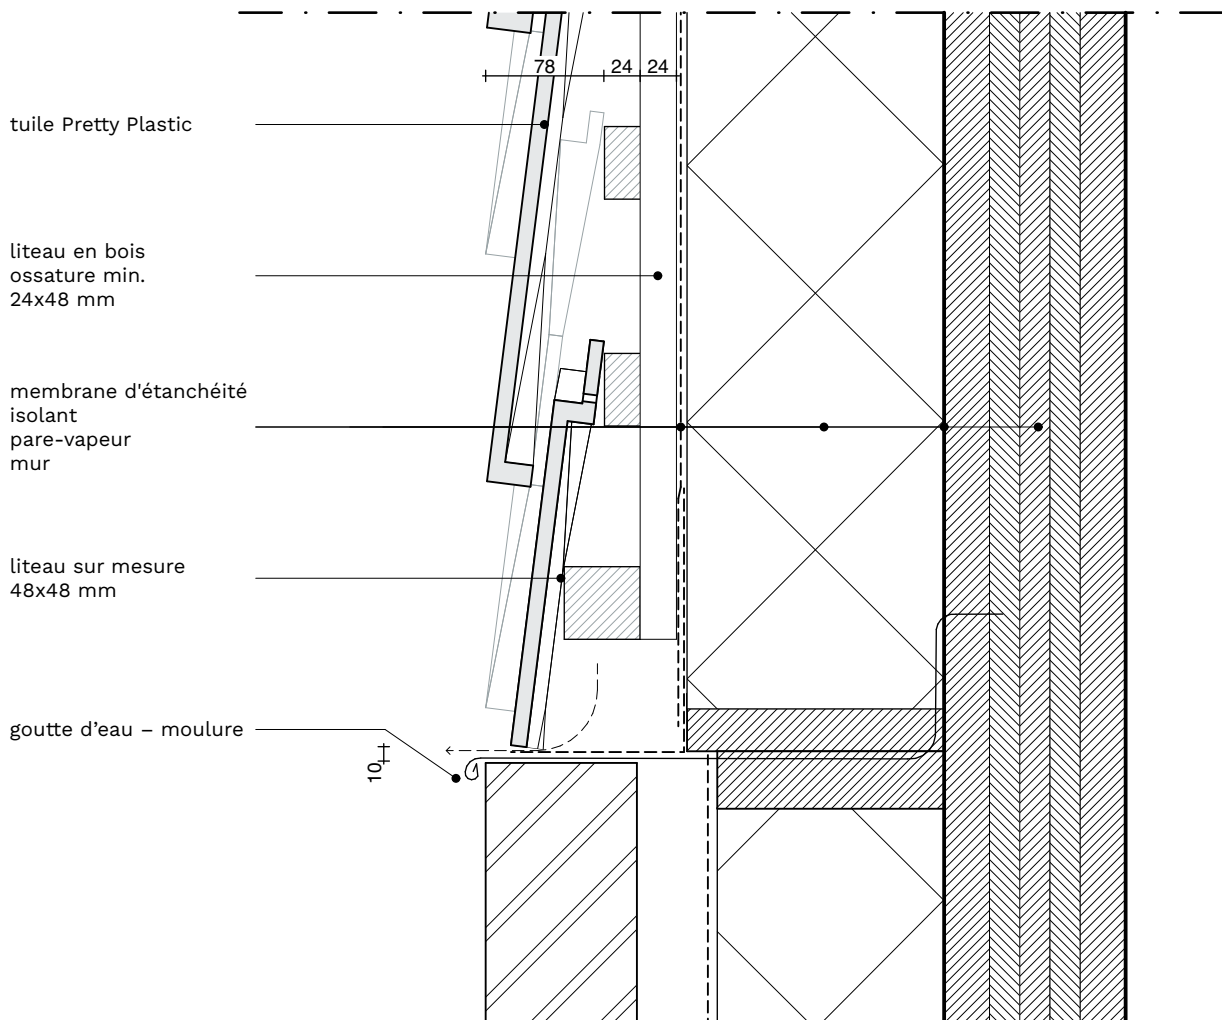 78
24
24
tuile Pretty Plastic
liteau en bois
ossature min.
24x48 mm
membrane d'étanchéité
isolant
pare-vapeur
mur
liteau sur mesure
48x48 mm
goutte d’eau – moulure
10